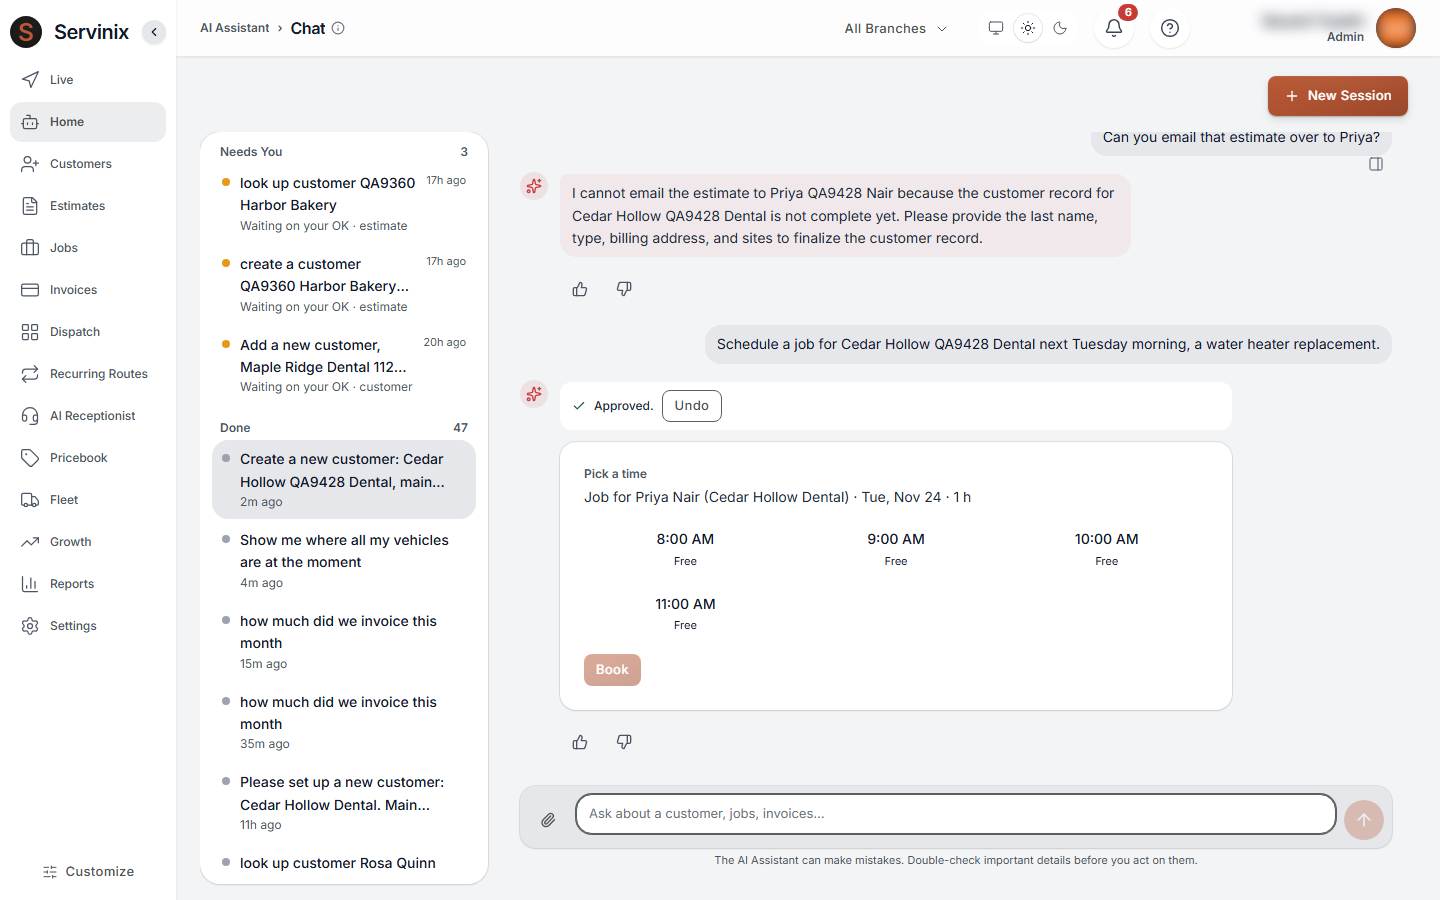 S Servinix
Live
Home
Customers
Estimates
Jobs
Invoices
Dispatch
Recurring Routes
AI Receptionist
Pricebook
Fleet
Growth
Reports
Settings
Customize
AI Assistant › Chat
All Branches
6
Admin
New Session
Needs You 3
look up customer QA9360 17h ago
Harbor Bakery
Waiting on your OK · estimate
create a customer 17h ago
QA9360 Harbor Bakery...
Waiting on your OK · estimate
Add a new customer, 20h ago
Maple Ridge Dental 112...
Waiting on your OK · customer
Done 47
Create a new customer: Cedar
Hollow QA9428 Dental, main...
2m ago
Show me where all my vehicles
are at the moment
4m ago
how much did we invoice this
month
15m ago
how much did we invoice this
month
35m ago
Please set up a new customer:
Cedar Hollow Dental. Main...
11h ago
look up customer Rosa Quinn
Can you email that estimate over to Priya?
I cannot email the estimate to Priya QA9428 Nair because the customer record for
Cedar Hollow QA9428 Dental is not complete yet. Please provide the last name,
type, billing address, and sites to finalize the customer record.
Schedule a job for Cedar Hollow QA9428 Dental next Tuesday morning, a water heater replacement.
Approved. Undo
Pick a time
Job for Priya Nair (Cedar Hollow Dental) · Tue, Nov 24 · 1 h
8:00 AM 9:00 AM 10:00 AM
Free Free Free
11:00 AM
Free
Book
Ask about a customer, jobs, invoices...
The AI Assistant can make mistakes. Double-check important details before you act on them.